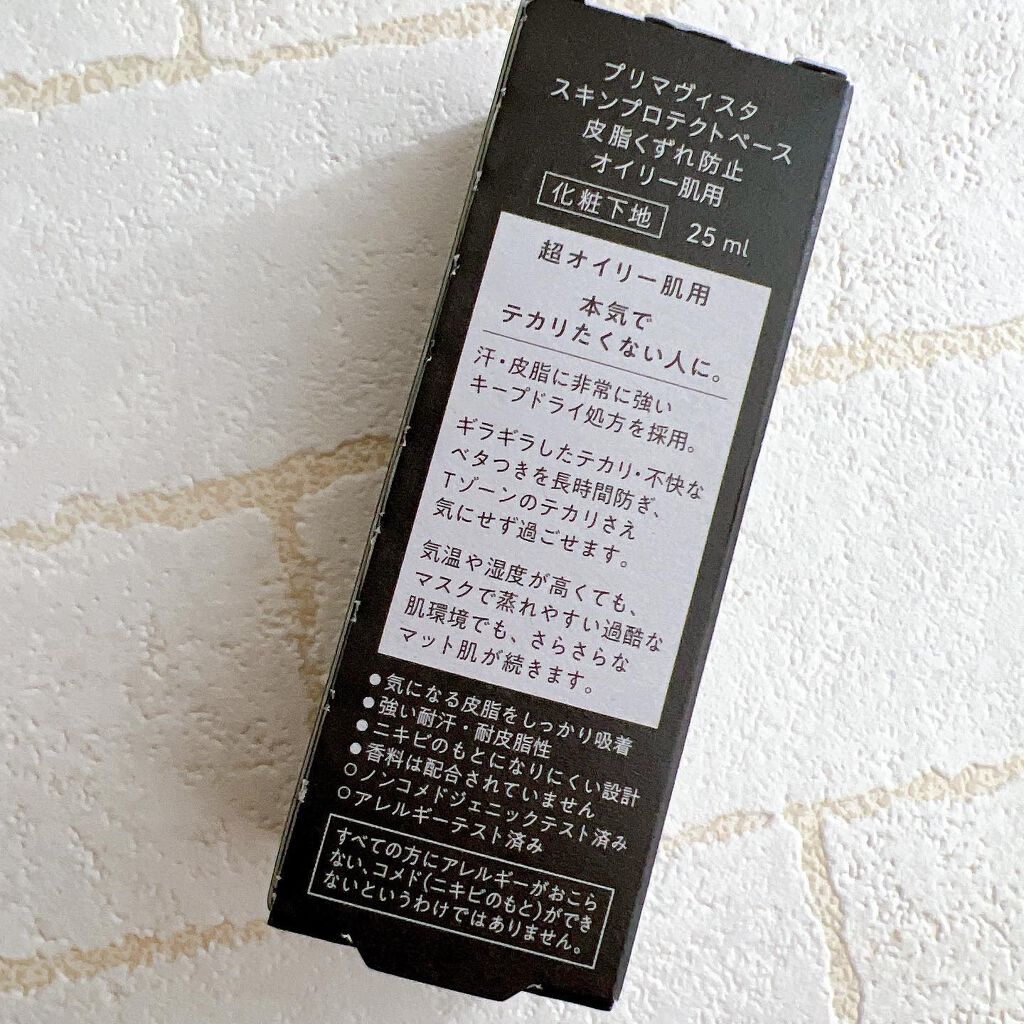 プリマヴィスタ
スキンプロテクトベース
皮脂くずれ防止
オイリー肌用
化粧下地 25 ml
超オイリー肌用
本気で
テカリたくない人に。
汗・皮脂に非常に強い
キープドライ処方を採用。
ギラギラしたテカリ・不快な
ベタつきを長時間防ぎ、
Tゾーンのテカリさえ
気にせず過ごせます。
気温や湿度が高くても、
マスクで蒸れやすい過酷な
肌環境でも、さらさらな
マット肌が続きます。
●気になる皮脂をしっかり吸着
●強い耐汗・耐皮脂性
●ニキビのもとになりにくい設計
●香料は配合されていません
○ノンコメドジェニックテスト済み
○アレルギーテスト済み
すべての方にアレルギーがおこら
ない、コメド(ニキビのもと)ができ
ないというわけではありません。